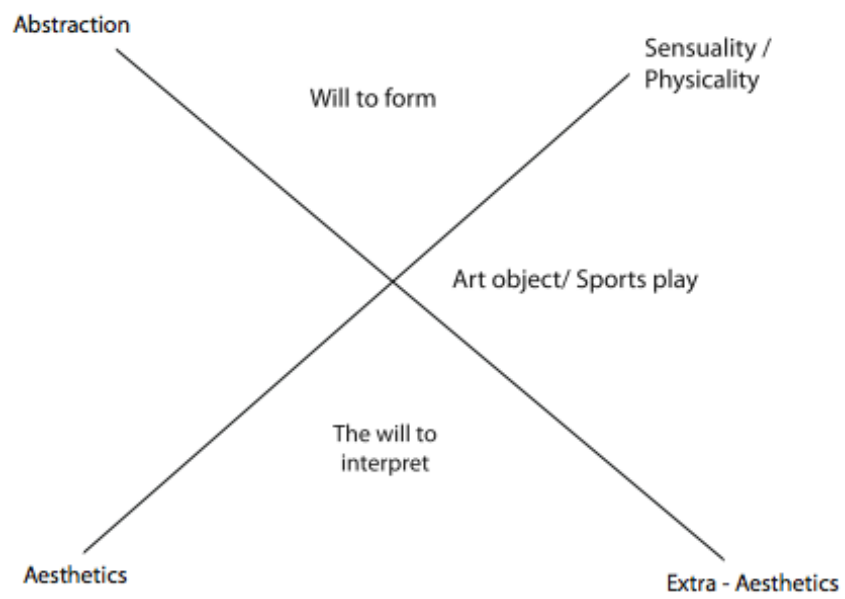 Abstraction
Sensuality /
Physicality
Will to form
Art object/ Sports play
The will to
interpret
Aesthetics
Extra - Aesthetics